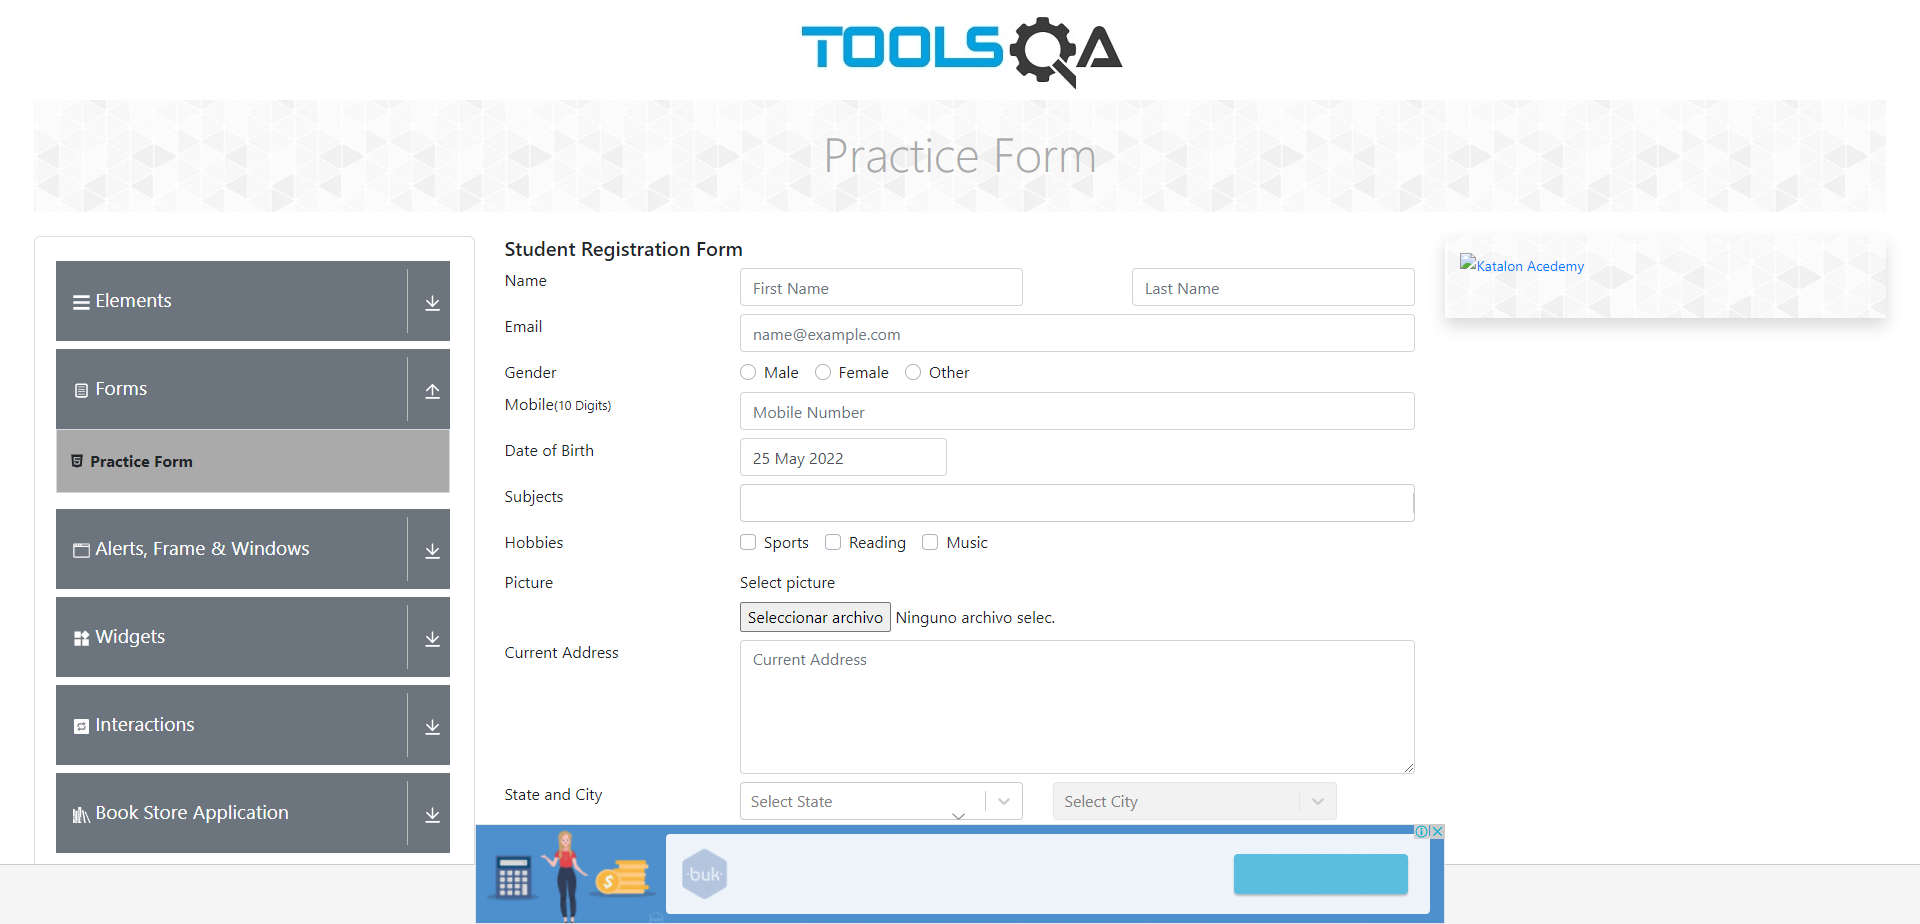 TOOLSQA
Practice Form
Elements
Forms
Practice Form
Alerts, Frame & Windows
Widgets
Interactions
Book Store Application
Student Registration Form
Name
First Name
Last Name
Email
name@example.com
Gender
Male
Female
Other
Mobile(10 Digits)
Mobile Number
Date of Birth
25 May 2022
Subjects
Hobbies
Sports
Reading
Music
Picture
Select picture
Seleccionar archivo
Ninguno archivo selec.
Current Address
Current Address
State and City
Select State
Select City
Katalon Acedemy
buk